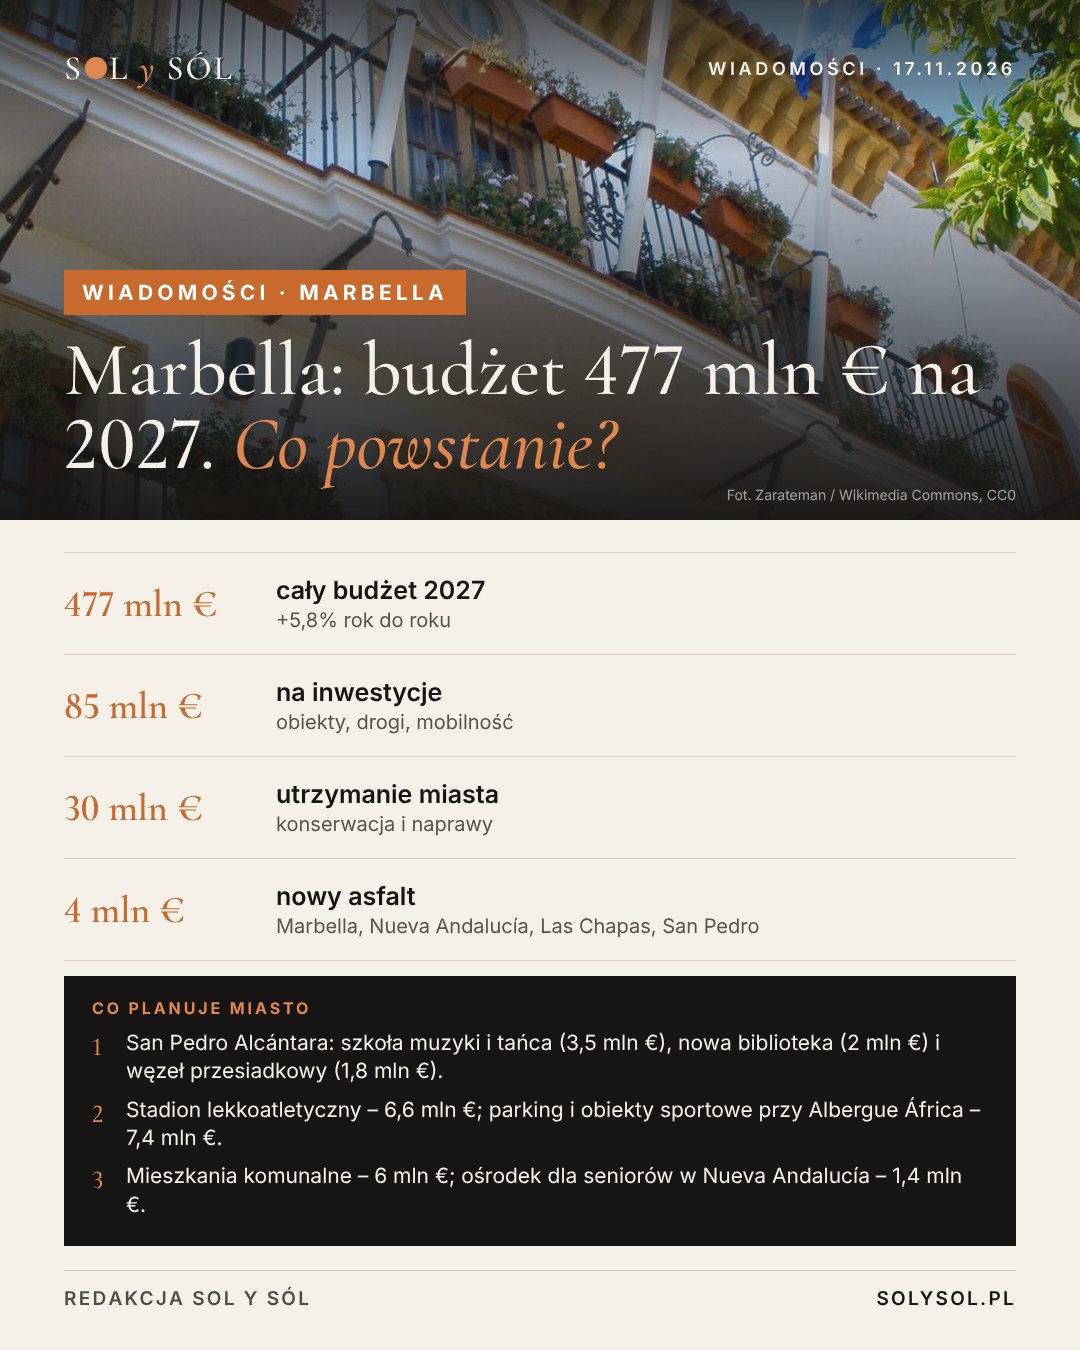 SOL y SÓL
WIADOMOŚCI · 17.11.2026
WIADOMOŚCI · MARBELLA
Marbella: budżet 477 mln € na
2027. Co powstanie?
Fot. Zarateman / Wikimedia Commons, CC0
477 mln €
cały budżet 2027
+5,8% rok do roku
85 mln €
na inwestycje
obiekty, drogi, mobilność
30 mln €
utrzymanie miasta
konserwacja i naprawy
4 mln €
nowy asfalt
Marbella, Nueva Andalucía, Las Chapas, San Pedro
CO PLANUJE MIASTO
1 San Pedro Alcántara: szkoła muzyki i tańca (3,5 mln €), nowa biblioteka (2 mln €) i
węzeł przesiadkowy (1,8 mln €).
2 Stadion lekkoatletyczny – 6,6 mln €; parking i obiekty sportowe przy Albergue África –
7,4 mln €.
3 Mieszkania komunalne – 6 mln €; ośrodek dla seniorów w Nueva Andalucía – 1,4 mln
€.
REDAKCJA SOL Y SÓL
SOLYSOL.PL